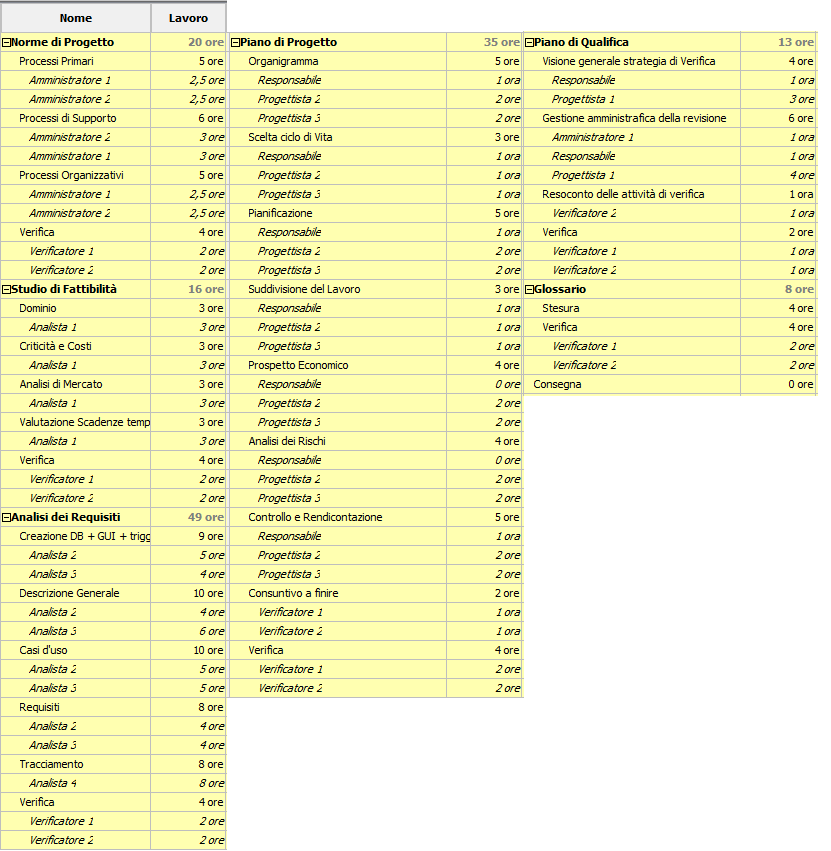 Nome Lavoro
Norme di Progetto 20 ore
Processi Primari 5 ore
Amministratore 1 2,5 ore
Amministratore 2 2,5 ore
Processi di Supporto 6 ore
Amministratore 2 3 ore
Amministratore 1 3 ore
Processi Organizzativi 5 ore
Amministratore 1 2,5 ore
Amministratore 2 2,5 ore
Verifica 4 ore
Verificatore 1 2 ore
Verificatore 2 2 ore
Studio di Fattibilità 16 ore
Dominio 3 ore
Analista 1 3 ore
Criticità e Costi 3 ore
Analista 1 3 ore
Analisi di Mercato 3 ore
Analista 1 3 ore
Valutazione Scadenze temp 3 ore
Analista 1 3 ore
Verifica 4 ore
Verificatore 1 2 ore
Verificatore 2 2 ore
Analisi dei Requisiti 49 ore
Creazione DB + GUI + trigg 9 ore
Analista 2 5 ore
Analista 3 4 ore
Descrizione Generale 10 ore
Analista 2 4 ore
Analista 3 6 ore
Casi d'uso 10 ore
Analista 2 5 ore
Analista 3 5 ore
Requisiti 8 ore
Analista 2 4 ore
Analista 3 4 ore
Tracciamento 8 ore
Analista 4 8 ore
Verifica 4 ore
Verificatore 1 2 ore
Verificatore 2 2 ore
Piano di Progetto 35 ore
Organigramma 5 ore
Responsabile 1 ora
Progettista 2 2 ore
Progettista 3 2 ore
Scelta ciclo di Vita 3 ore
Responsabile 1 ora
Progettista 2 1 ora
Progettista 3 1 ora
Pianificazione 5 ore
Responsabile 1 ora
Progettista 2 2 ore
Progettista 3 2 ore
Suddivisione del Lavoro 3 ore
Responsabile 1 ora
Progettista 2 1 ora
Progettista 3 1 ora
Prospetto Economico 4 ore
Responsabile 0 ore
Progettista 2 2 ore
Progettista 3 2 ore
Analisi dei Rischi 4 ore
Responsabile 0 ore
Progettista 2 2 ore
Progettista 3 2 ore
Controllo e Rendicontazione 5 ore
Responsabile 1 ora
Progettista 2 2 ore
Progettista 3 2 ore
Consuntivo a finire 2 ore
Verificatore 1 1 ora
Verificatore 2 1 ora
Verifica 4 ore
Verificatore 1 2 ore
Verificatore 2 2 ore
Piano di Qualifica 13 ore
Visione generale strategia di Verifica 4 ore
Responsabile 1 ora
Progettista 1 3 ore
Gestione amministrafica della revisione 6 ore
Amministratore 1 1 ora
Responsabile 1 ora
Progettista 1 4 ore
Resoconto delle attività di verifica 1 ora
Verificatore 2 1 ora
Verifica 2 ore
Verificatore 1 1 ora
Verificatore 2 1 ora
Glossario 8 ore
Stesura 4 ore
Verifica 4 ore
Verificatore 1 2 ore
Verificatore 2 2 ore
Consegna 0 ore